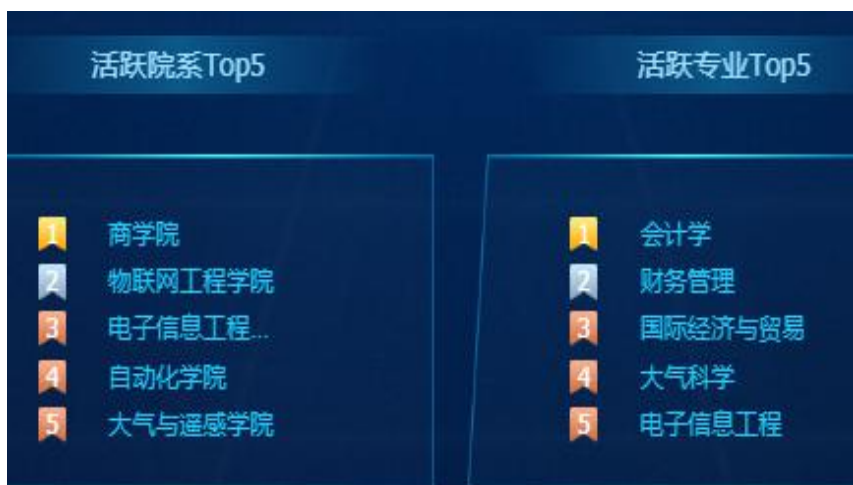 活跃院系Top5
1 商学院
2 物联网工程学院
3 电子信息工程...
4 自动化学院
5 大气与遥感学院
活跃专业Top5
1 会计学
2 财务管理
3 国际经济与贸易
4 大气科学
5 电子信息工程